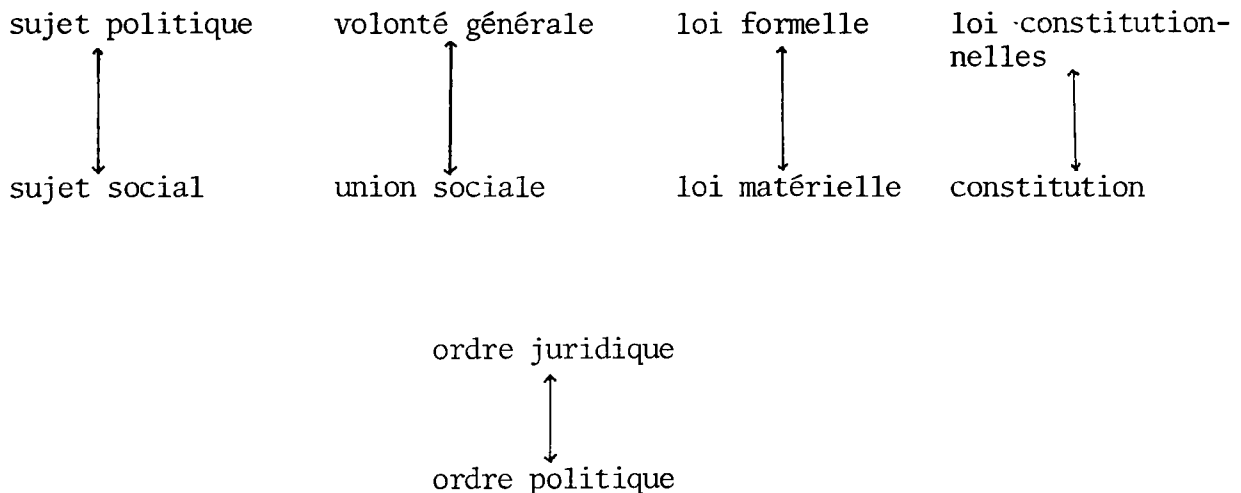 sujet politique volonté générale loi formelle loi constitution-
nelles
sujet social union sociale loi matérielle constitution
ordre juridique
ordre politique